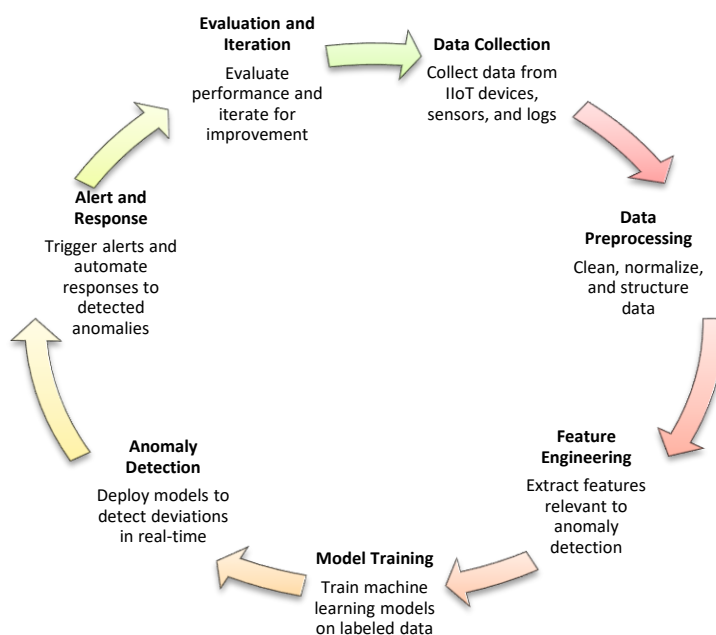 Evaluation and
Iteration
Evaluate
performance and
iterate for
improvement
Data Collection
Collect data from
IIoT devices,
sensors, and logs
Data
Preprocessing
Clean, normalize,
and structure
data
Feature
Engineering
Extract features
relevant to
anomaly
detection
Model Training
Train machine
learning models
on labeled data
Anomaly
Detection
Deploy models to
detect deviations
in real-time
Alert and
Response
Trigger alerts and
automate
responses to
detected
anomalies